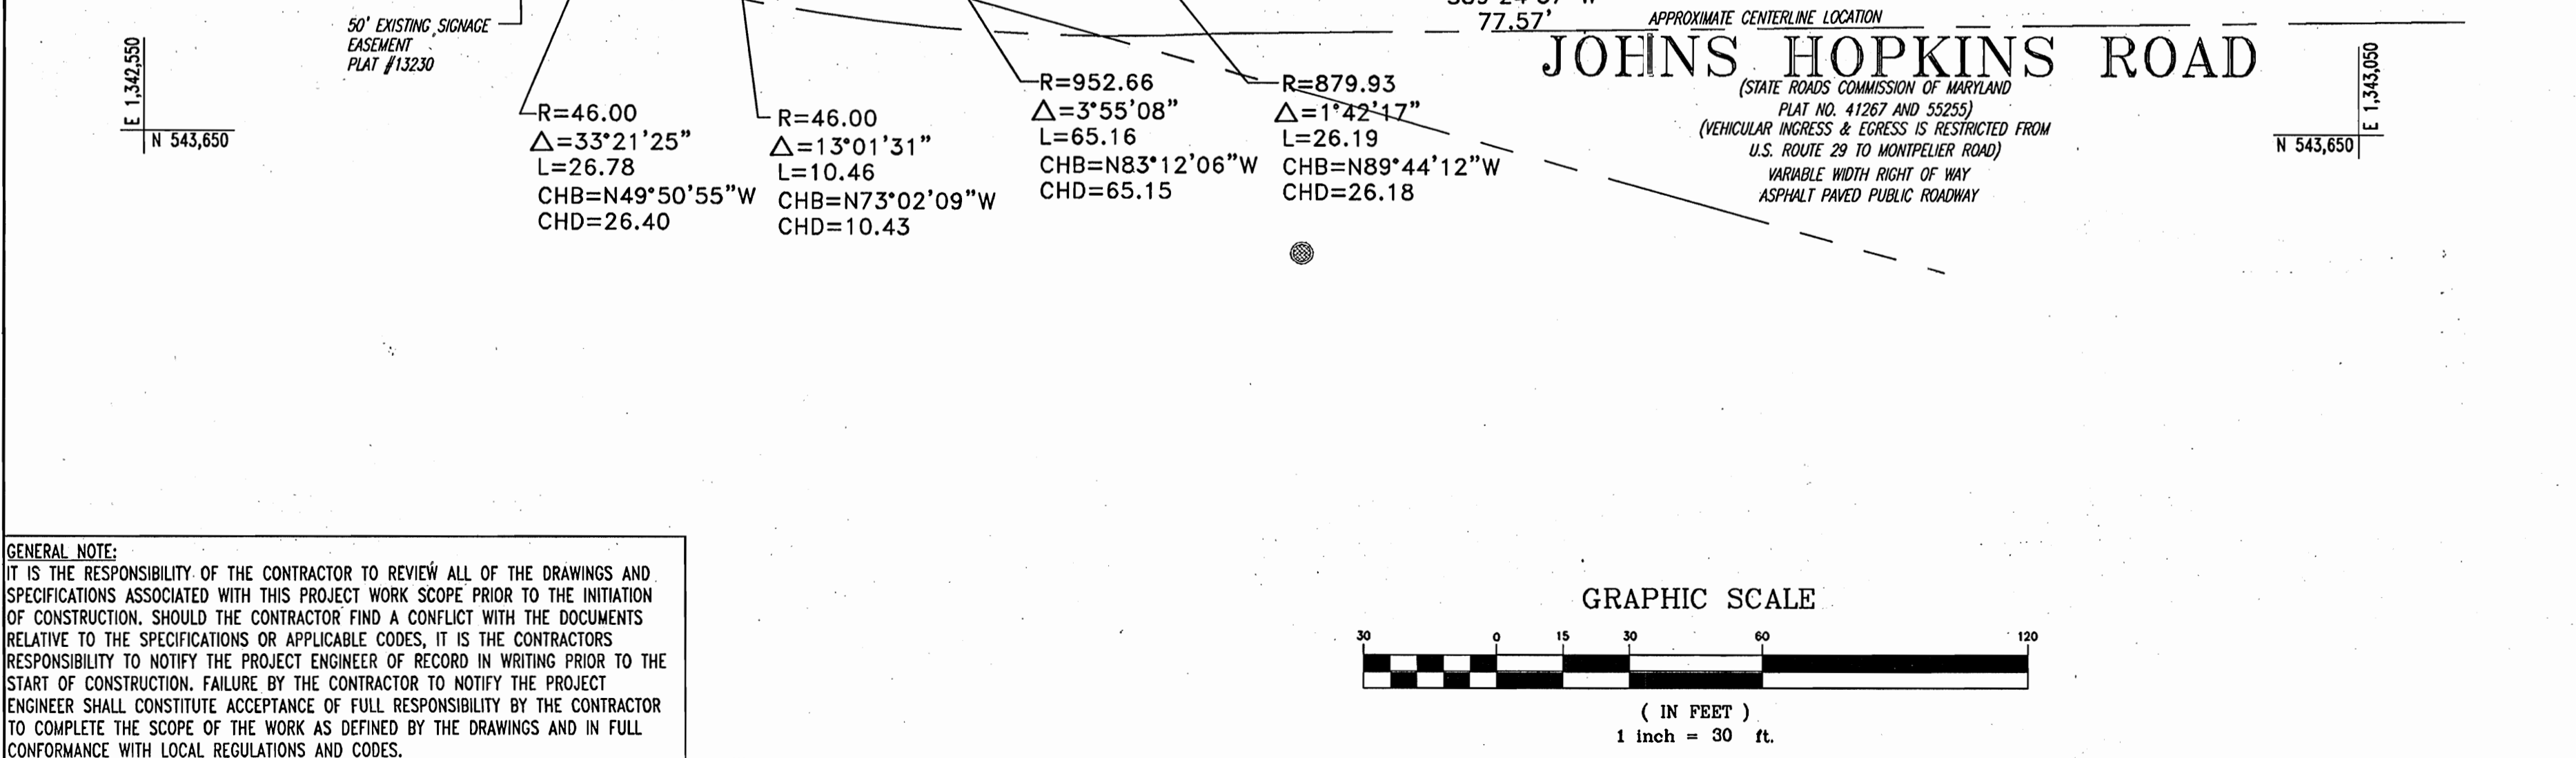 50' EXISTING SIGNAGE
EASEMENT
PLAT #13230
E 1,342,550
N 543,650
R=46.00
Δ=33°21'25"
L=26.78
CHB=N49°50'55"W
CHD=26.40
R=46.00
Δ=13°01'31"
L=10.46
CHB=N73°02'09"W
CHD=10.43
R=952.66
Δ=3°55'08"
L=65.16
CHB=N83°12'06"W
CHD=65.15
R=879.93
Δ=1°42'17"
L=26.19
CHB=N89°44'12"W
CHD=26.18
77.57'
APPROXIMATE CENTERLINE LOCATION
JOHNS HOPKINS ROAD
(STATE ROADS COMMISSION OF MARYLAND
PLAT NO. 41267 AND 55255)
(VEHICULAR INGRESS & EGRESS IS RESTRICTED FROM
U.S. ROUTE 29 TO MONTPELIER ROAD)
VARIABLE WIDTH RIGHT OF WAY
ASPHALT PAVED PUBLIC ROADWAY
E 1,343,050
N 543,650
GENERAL NOTE:
IT IS THE RESPONSIBILITY OF THE CONTRACTOR TO REVIEW ALL OF THE DRAWINGS AND
SPECIFICATIONS ASSOCIATED WITH THIS PROJECT WORK SCOPE PRIOR TO THE INITIATION
OF CONSTRUCTION. SHOULD THE CONTRACTOR FIND A CONFLICT WITH THE DOCUMENTS
RELATIVE TO THE SPECIFICATIONS OR APPLICABLE CODES, IT IS THE CONTRACTORS
RESPONSIBILITY TO NOTIFY THE PROJECT ENGINEER OF RECORD IN WRITING PRIOR TO THE
START OF CONSTRUCTION. FAILURE BY THE CONTRACTOR TO NOTIFY THE PROJECT
ENGINEER SHALL CONSTITUTE ACCEPTANCE OF FULL RESPONSIBILITY BY THE CONTRACTOR
TO COMPLETE THE SCOPE OF THE WORK AS DEFINED BY THE DRAWINGS AND IN FULL
CONFORMANCE WITH LOCAL REGULATIONS AND CODES.
GRAPHIC SCALE
30 0 15 30 60 120
( IN FEET )
1 inch = 30 ft.